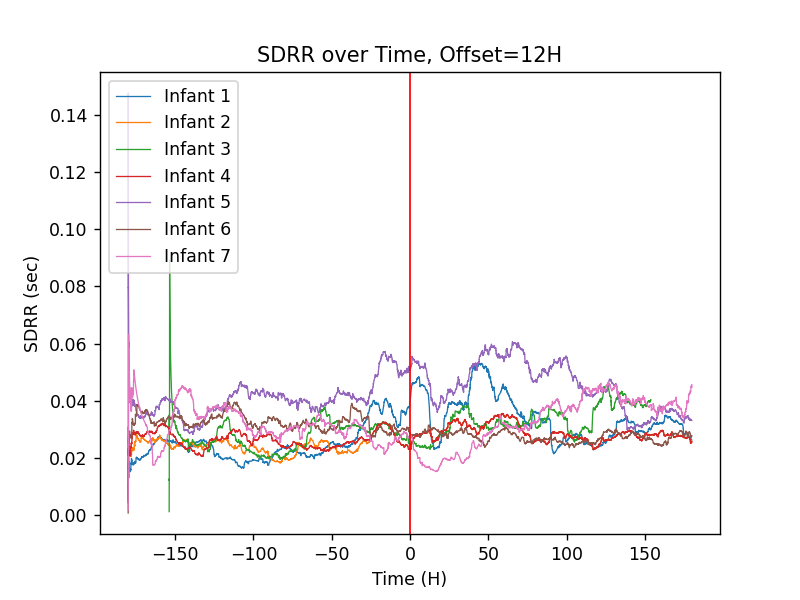 SDRR over Time, Offset=12H
Infant 1
Infant 2
Infant 3
Infant 4
Infant 5
Infant 6
Infant 7
0.14
0.12
0.10
0.08
0.06
0.04
0.02
0.00
SDRR (sec)
−150 −100 −50 0 50 100 150
Time (H)